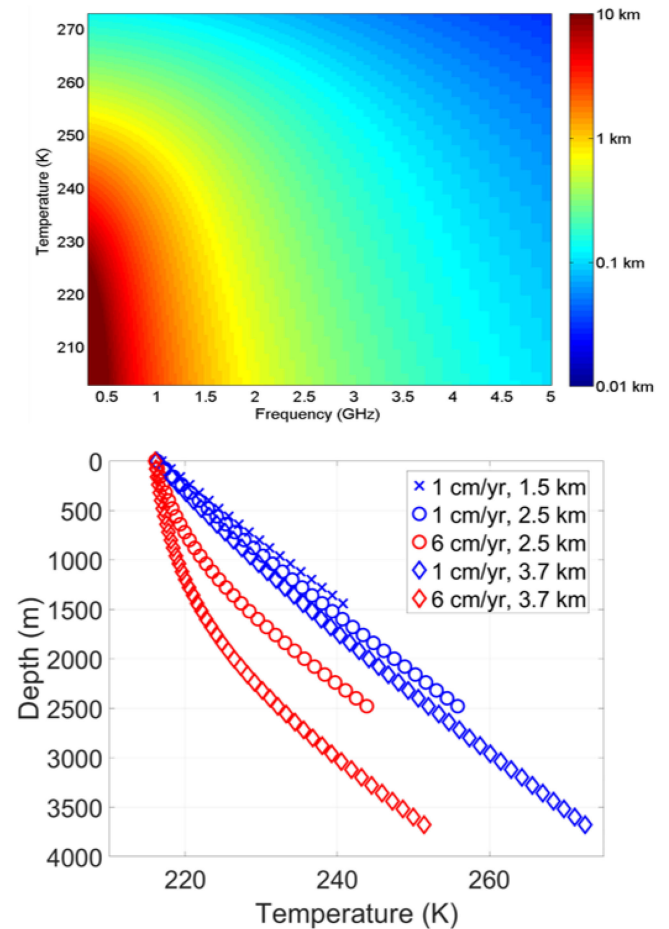 10 km
270
260
250
1 km
240
Temperature (K)
230
0.1 km
220
210
0.01 km
0.5 1 1.5 2 2.5 3 3.5 4 4.5 5
Frequency (GHz)
0
500
1000
1500
2000
2500
3000
3500
4000
Depth (m)
1 cm/yr, 1.5 km
1 cm/yr, 2.5 km
6 cm/yr, 2.5 km
1 cm/yr, 3.7 km
6 cm/yr, 3.7 km
220 240 260
Temperature (K)